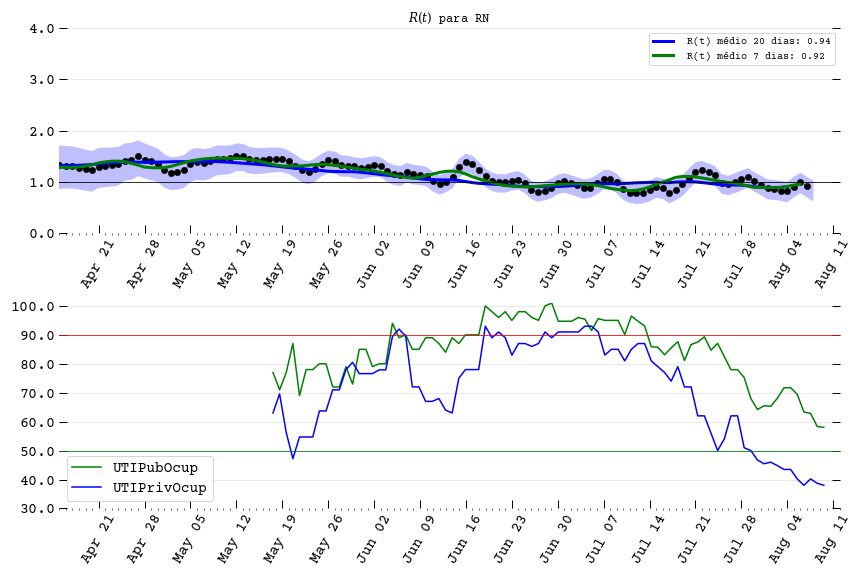 R(t) para RN
4.0
3.0
2.0
1.0
0.0
R(t) médio 20 dias: 0.94
R(t) médio 7 dias: 0.92
Apr 21
Apr 28
May 05
May 12
May 19
May 26
Jun 02
Jun 09
Jun 16
Jun 23
Jun 30
Jul 07
Jul 14
Jul 21
Jul 28
Aug 04
Aug 11
100.0
90.0
80.0
70.0
60.0
50.0
40.0
30.0
UTIPubOcup
UTIPrivOcup
Apr 21
Apr 28
May 05
May 12
May 19
May 26
Jun 02
Jun 09
Jun 16
Jun 23
Jun 30
Jul 07
Jul 14
Jul 21
Jul 28
Aug 04
Aug 11